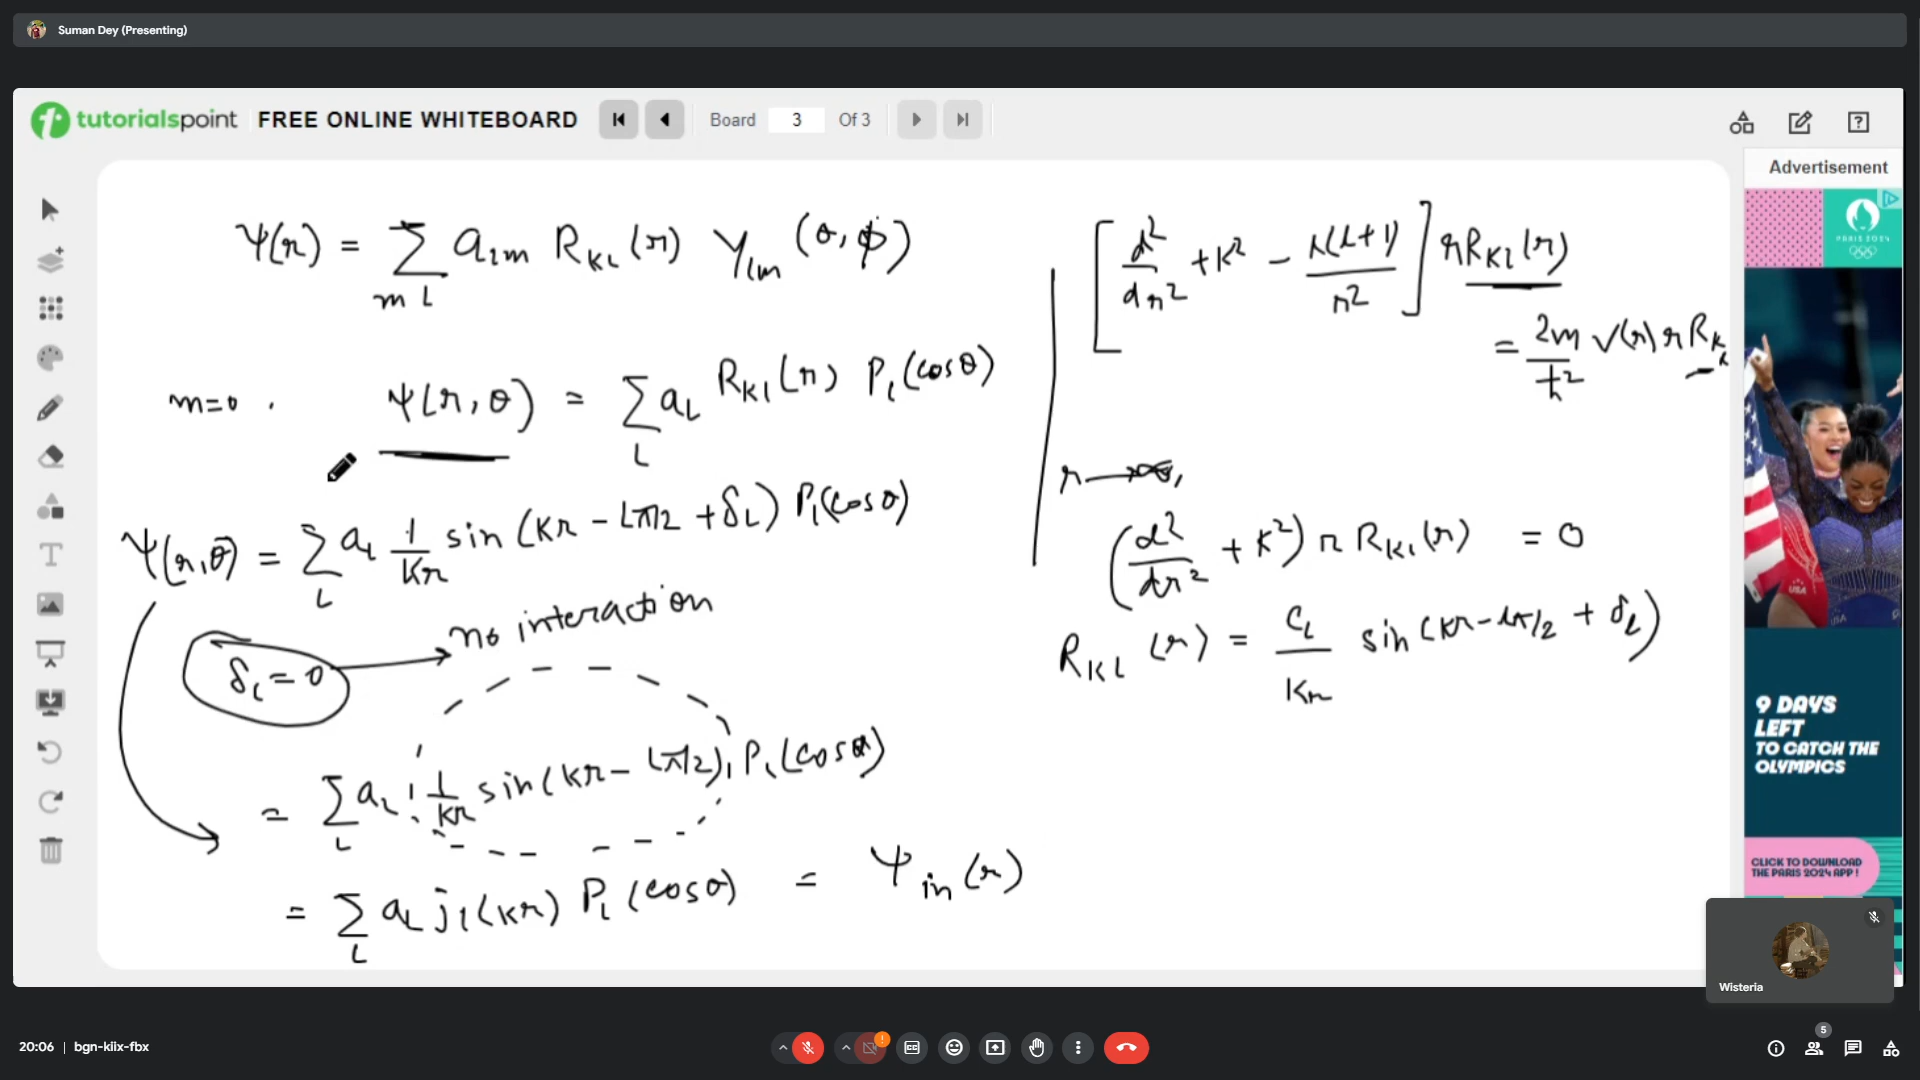 Suman Dey (Presenting)
tutorialspoint FREE ONLINE WHITEBOARD Board 3 Of 3
Advertisement
PARIS 2024
ψ(r) = ∑ a_lm R_kl (r) Y_lm (θ, ϕ)
m l
m=0 . ψ(r, θ) = ∑ a_l R_kl (r) P_l (cosθ)
l
ψ(r,θ) = ∑ a_l 1/kr sin (kr - lπ/2 + δ_l) P_l (cosθ)
l
δ_l = 0 → no interaction
= ∑ a_l 1/kr sin (kr - lπ/2) P_l (cosθ)
l
= ∑ a_l j_l (kr) P_l (cosθ) = ψ_in (r)
l
[d²/dr² + k² - l(l+1)/r²] r R_kl (r)
= 2m/ħ² V(r) r R_kl
r→∞,
(d²/dr² + k²) r R_kl (r) = 0
R_kl (r) = C_l/kr sin (kr - lπ/2 + δ_l)
USA
9 DAYS
LEFT
TO CATCH THE
OLYMPICS
CLICK TO DOWNLOAD
THE PARIS 2024 APP !
Wisteria
20:06 | bgn-kiix-fbx
5